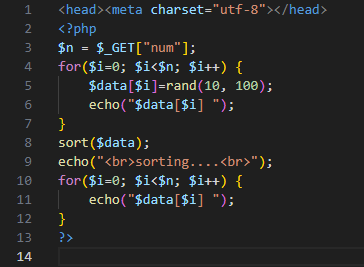 1 <head><meta charset="utf-8"></head>
2 <?php
3 $n = $_GET["num"];
4 for($i=0; $i<$n; $i++) {
5     $data[$i]=rand(10, 100);
6     echo("$data[$i] ");
7 }
8 sort($data);
9 echo("<br>sorting....<br>");
10 for($i=0; $i<$n; $i++) {
11     echo("$data[$i] ");
12 }
13 ?>
14